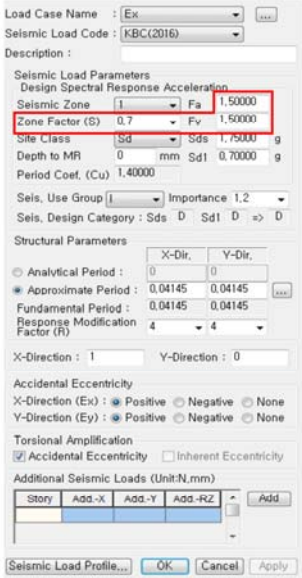 Load Case Name : Ex ...
Seismic Load Code : KBC(2016)
Description :
Seismic Load Parameters
Design Spectral Response Acceleration
Seismic Zone 1 Fa 1,50000
Zone Factor (S) 0,7 Fv 1,50000
Site Class Sd Sds 1,75000 g
Depth to MR 0 mm Sd1 0,70000 g
Period Coef, (Cu) 1,40000
Seis, Use Group I Importance 1,2
Seis, Design Category : Sds D Sd1 D => D
Structural Parameters
X-Dir, Y-Dir,
Analytical Period : 0 0
Approximate Period : 0,04145 0,04145 ...
Fundamental Period : 0,04145 0,04145
Response Modification
Factor (R) 4 4
X-Direction : 1 Y-Direction : 0
Accidental Eccentricity
X-Direction (Ex) : Positive Negative None
Y-Direction (Ey) : Positive Negative None
Torsional Amplification
Accidental Eccentricity Inherent Eccentricity
Additional Seismic Loads (Unit:N,mm)
Story Add,-X Add,-Y Add,-RZ Add
Seismic Load Profile... OK Cancel Apply